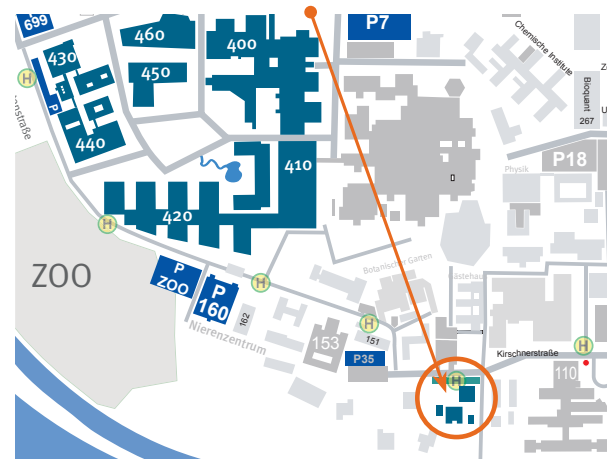 699
460
P7
Chemische Institute
430
400
450
H
P
Bioquant
267
440
P18
410
Physik
420
H
Botanischer Garten
ZOO
P
ZOO
P
160
H
162
Nierenzentrum
H
151
153
P35
Kirschnerstraße
H
110
H